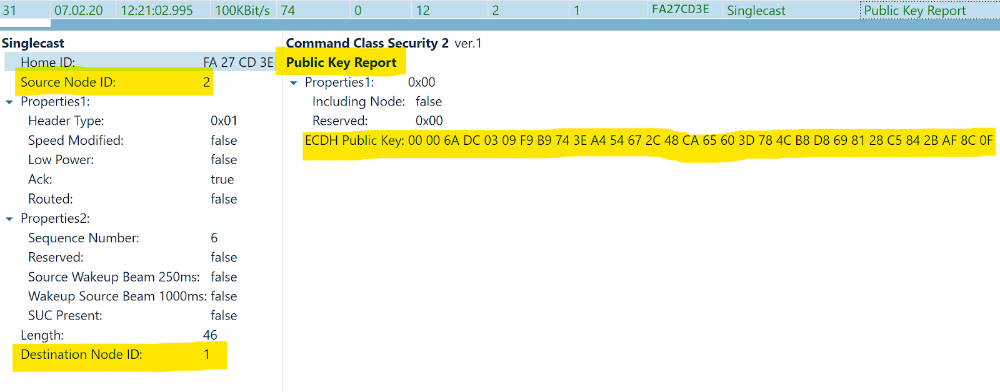 31 07.02.20 12:21:02.995 100KBit/s 74 0 12 2 1 FA27CD3E Singlecast Public Key Report
Singlecast
Home ID: FA 27 CD 3E
Source Node ID: 2
Properties1:
Header Type: 0x01
Speed Modified: false
Low Power: false
Ack: true
Routed: false
Properties2:
Sequence Number: 6
Reserved: false
Source Wakeup Beam 250ms: false
Wakeup Source Beam 1000ms: false
SUC Present: false
Length: 46
Destination Node ID: 1
Command Class Security 2 ver.1
Public Key Report
Properties1: 0x00
Including Node: false
Reserved: 0x00
ECDH Public Key: 00 00 6A DC 03 09 F9 B9 74 3E A4 54 67 2C 48 CA 65 60 3D 78 4C B8 D8 69 81 28 C5 84 2B AF 8C 0F